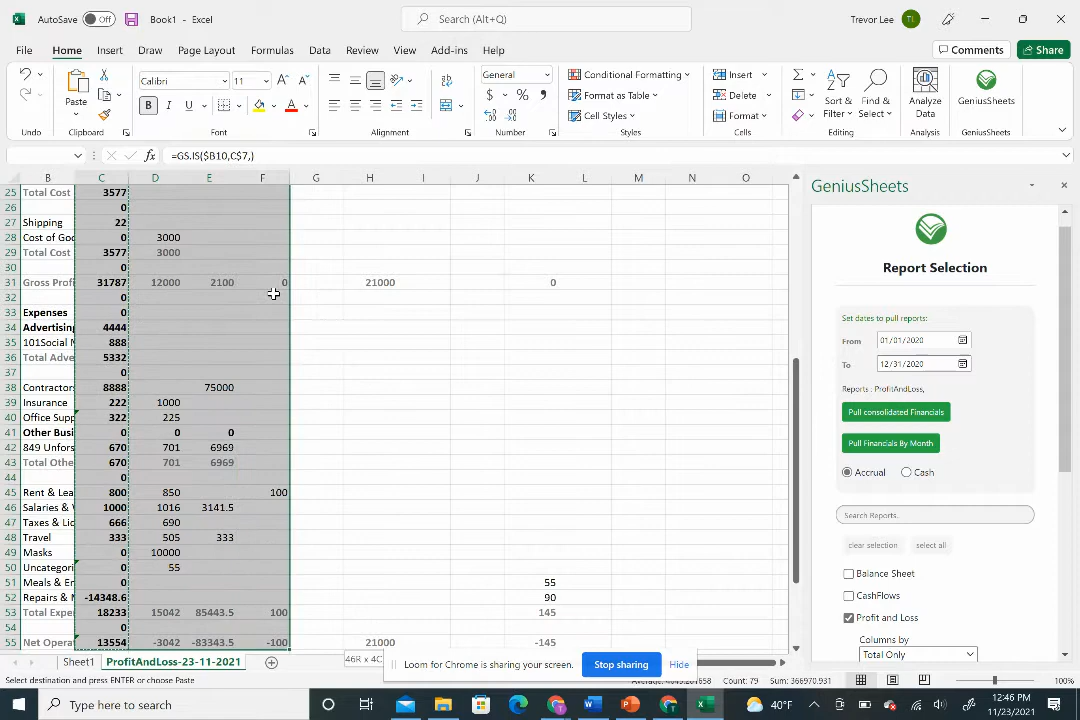 AutoSave Off Book1 - Excel Search (Alt+Q) Trevor Lee TL
File Home Insert Draw Page Layout Formulas Data Review View Add-ins Help Comments Share
Calibri 11 General Conditional Formatting Insert
Paste B I U $ % 9 Format as Table Delete Sort & Filter Find & Select Analyze Data GeniusSheets
Cell Styles Format
Undo Clipboard Font Alignment Number Styles Cells Editing Analysis GeniusSheets
fx =GS.IS($B10,C$7,)
B C D E F G H I J K L M N O
25 Total Cost 3577
26 0
27 Shipping 22
28 Cost of Goo 0 3000
29 Total Cost 3577 3000
30 0
31 Gross Profi 31787 12000 2100 0 21000 0
32 0
33 Expenses 0
34 Advertising 4444
35 101Social M 888
36 Total Adve 5332
37 0
38 Contractors 8888 75000
39 Insurance 222 1000
40 Office Supp 322 225
41 Other Busi 0 0 0
42 849 Unfors 670 701 6969
43 Total Othe 670 701 6969
44 0
45 Rent & Lea 800 850 100
46 Salaries & 1000 1016 3141.5
47 Taxes & Lic 666 690
48 Travel 333 505 333
49 Masks 0 10000
50 Uncategori 0 55
51 Meals & En 0 55
52 Repairs & M -14348.6 90
53 Total Expe 18233 15042 85443.5 100 145
54 0
55 Net Operat 13554 -3042 -83343.5 -100 21000 -145
Sheet1 ProfitAndLoss-23-11-2021 46R x 4C
Loom for Chrome is sharing your screen. Stop sharing Hide
Select destination and press ENTER or choose Paste Count: 79 Sum: 366970.931 100%
GeniusSheets
Report Selection
Set dates to pull reports:
From 01/01/2020
To 12/31/2020
Reports : ProfitAndLoss,
Pull consolidated Financials
Pull Financials By Month
Accrual Cash
Search Reports.
clear selection select all
Balance Sheet
CashFlows
Profit and Loss
Columns by
Total Only
Type here to search 40°F 12:46 PM
11/23/2021